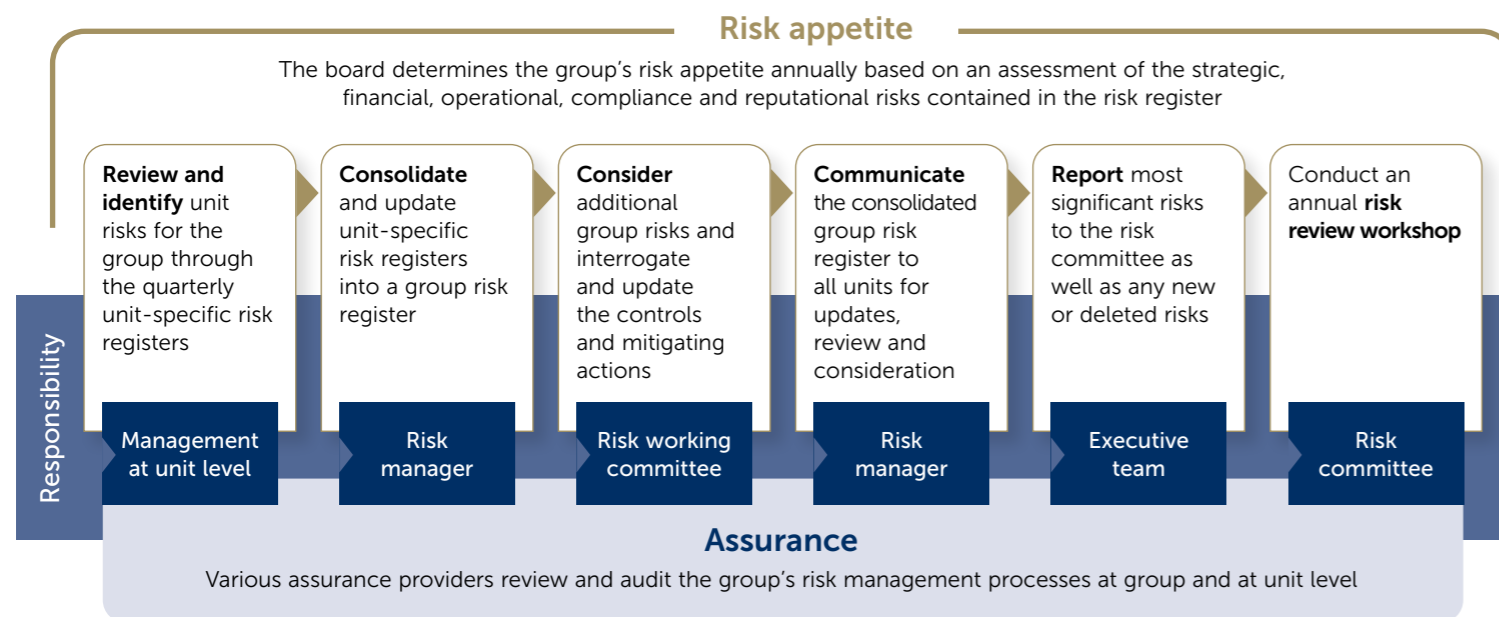 Risk appetite
The board determines the group's risk appetite annually based on an assessment of the strategic,
financial, operational, compliance and reputational risks contained in the risk register
Review and
identify unit
risks for the
group through
the quarterly
unit-specific risk
registers
Consolidate
and update
unit-specific
risk registers
into a group risk
register
Consider
additional
group risks and
interrogate
and update
the controls
and mitigating
actions
Communicate
the consolidated
group risk
register to
all units for
updates,
review and
consideration
Report most
significant risks
to the risk
committee as
well as any new
or deleted risks
Conduct an
annual risk
review workshop
Responsibility
Management
at unit level
Risk
manager
Risk working
committee
Risk
manager
Executive
team
Risk
committee
Assurance
Various assurance providers review and audit the group's risk management processes at group and at unit level